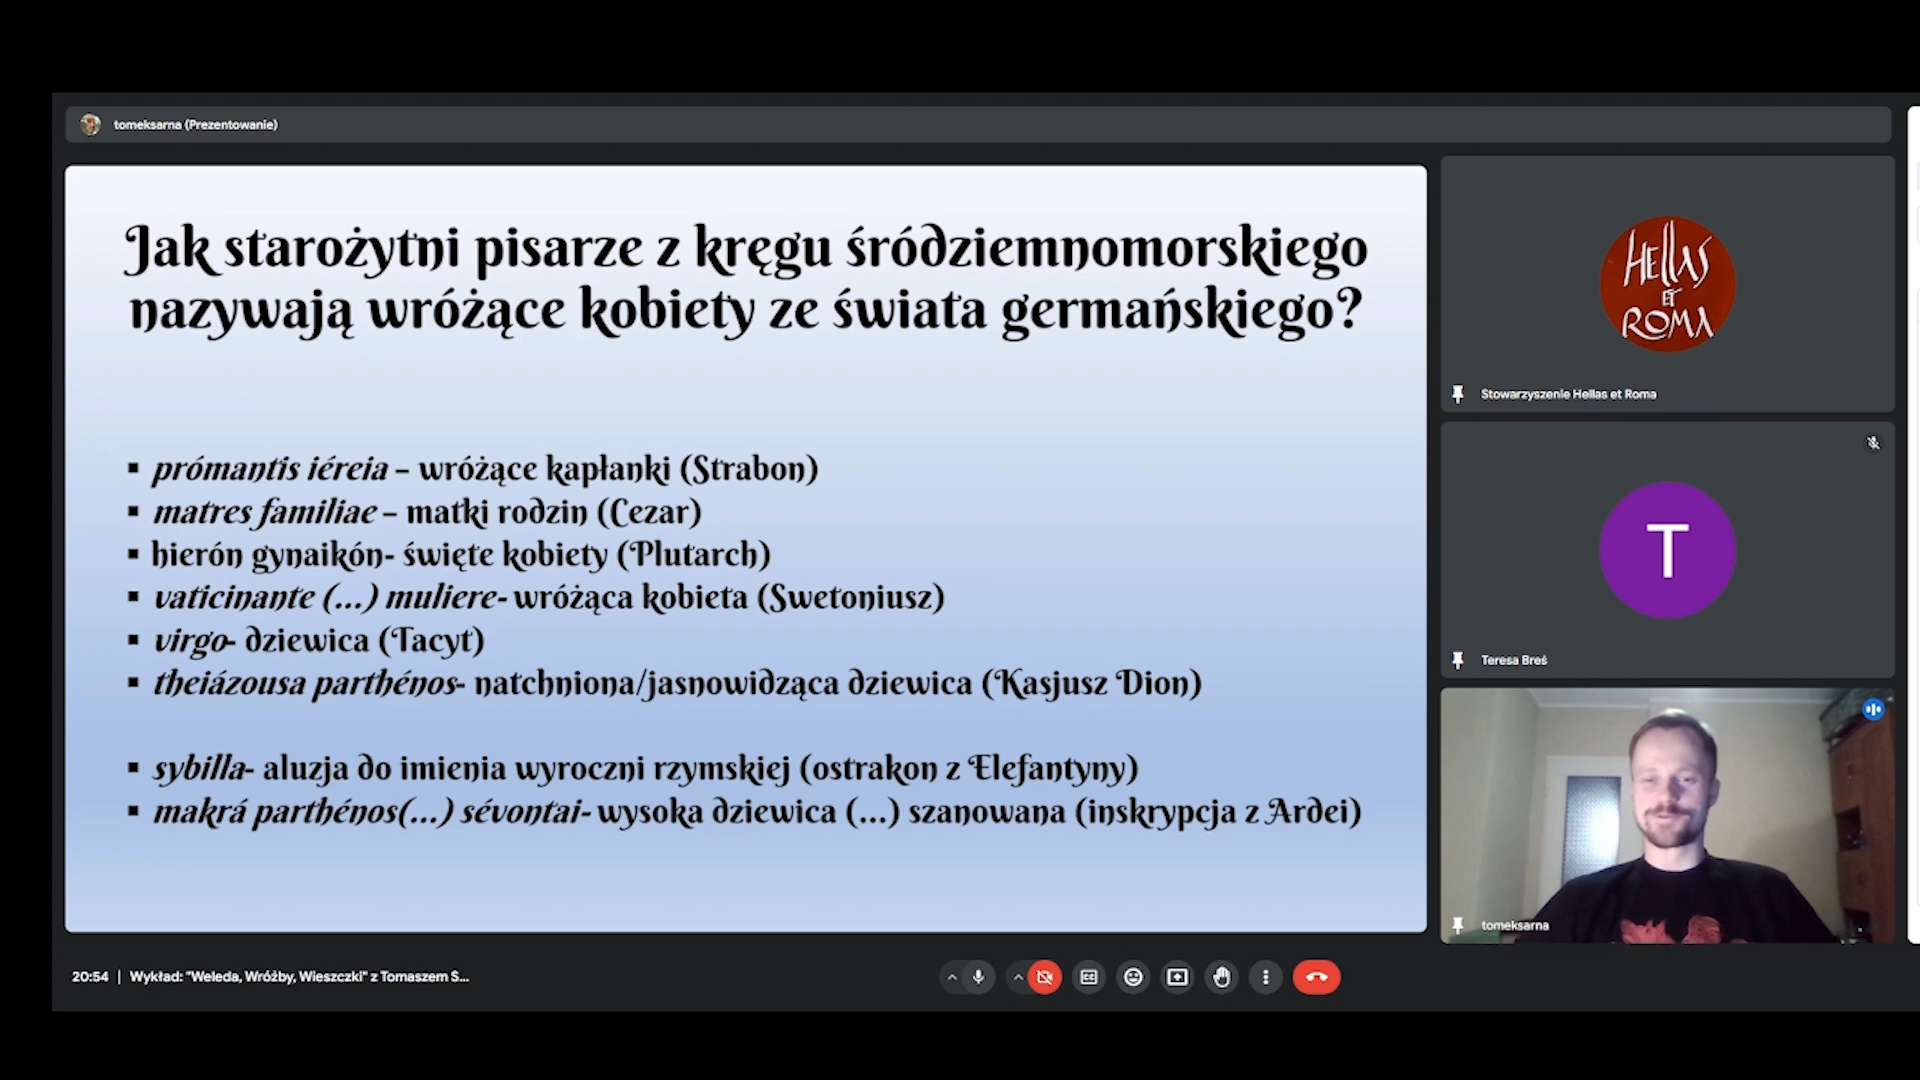 tomeksarna (Prezentowanie)
Jak starożytni pisarze z kręgu śródziemnomorskiego
nazywają wróżące kobiety ze świata germańskiego?
▪ prómantis iéreia – wróżące kapłanki (Strabon)
▪ matres familiae – matki rodzin (Cezar)
▪ hierón gynaikón- święte kobiety (Plutarch)
▪ vaticinante (...) muliere- wróżąca kobieta (Swetoniusz)
▪ virgo- dziewica (Tacyt)
▪ theiázousa parthénos- natchniona/jasnowidząca dziewica (Kasjusz Dion)
▪ sybilla- aluzja do imienia wyroczni rzymskiej (ostrakon z Elefantyny)
▪ makrá parthénos(...) sévontai- wysoka dziewica (...) szanowana (inskrypcja z Ardei)
HELLAS
ET
ROMA
Stowarzyszenie Hellas et Roma
T
Teresa Breś
tomeksarna
20:54 | Wykład: "Weleda, Wróżby, Wieszczki" z Tomaszem S...